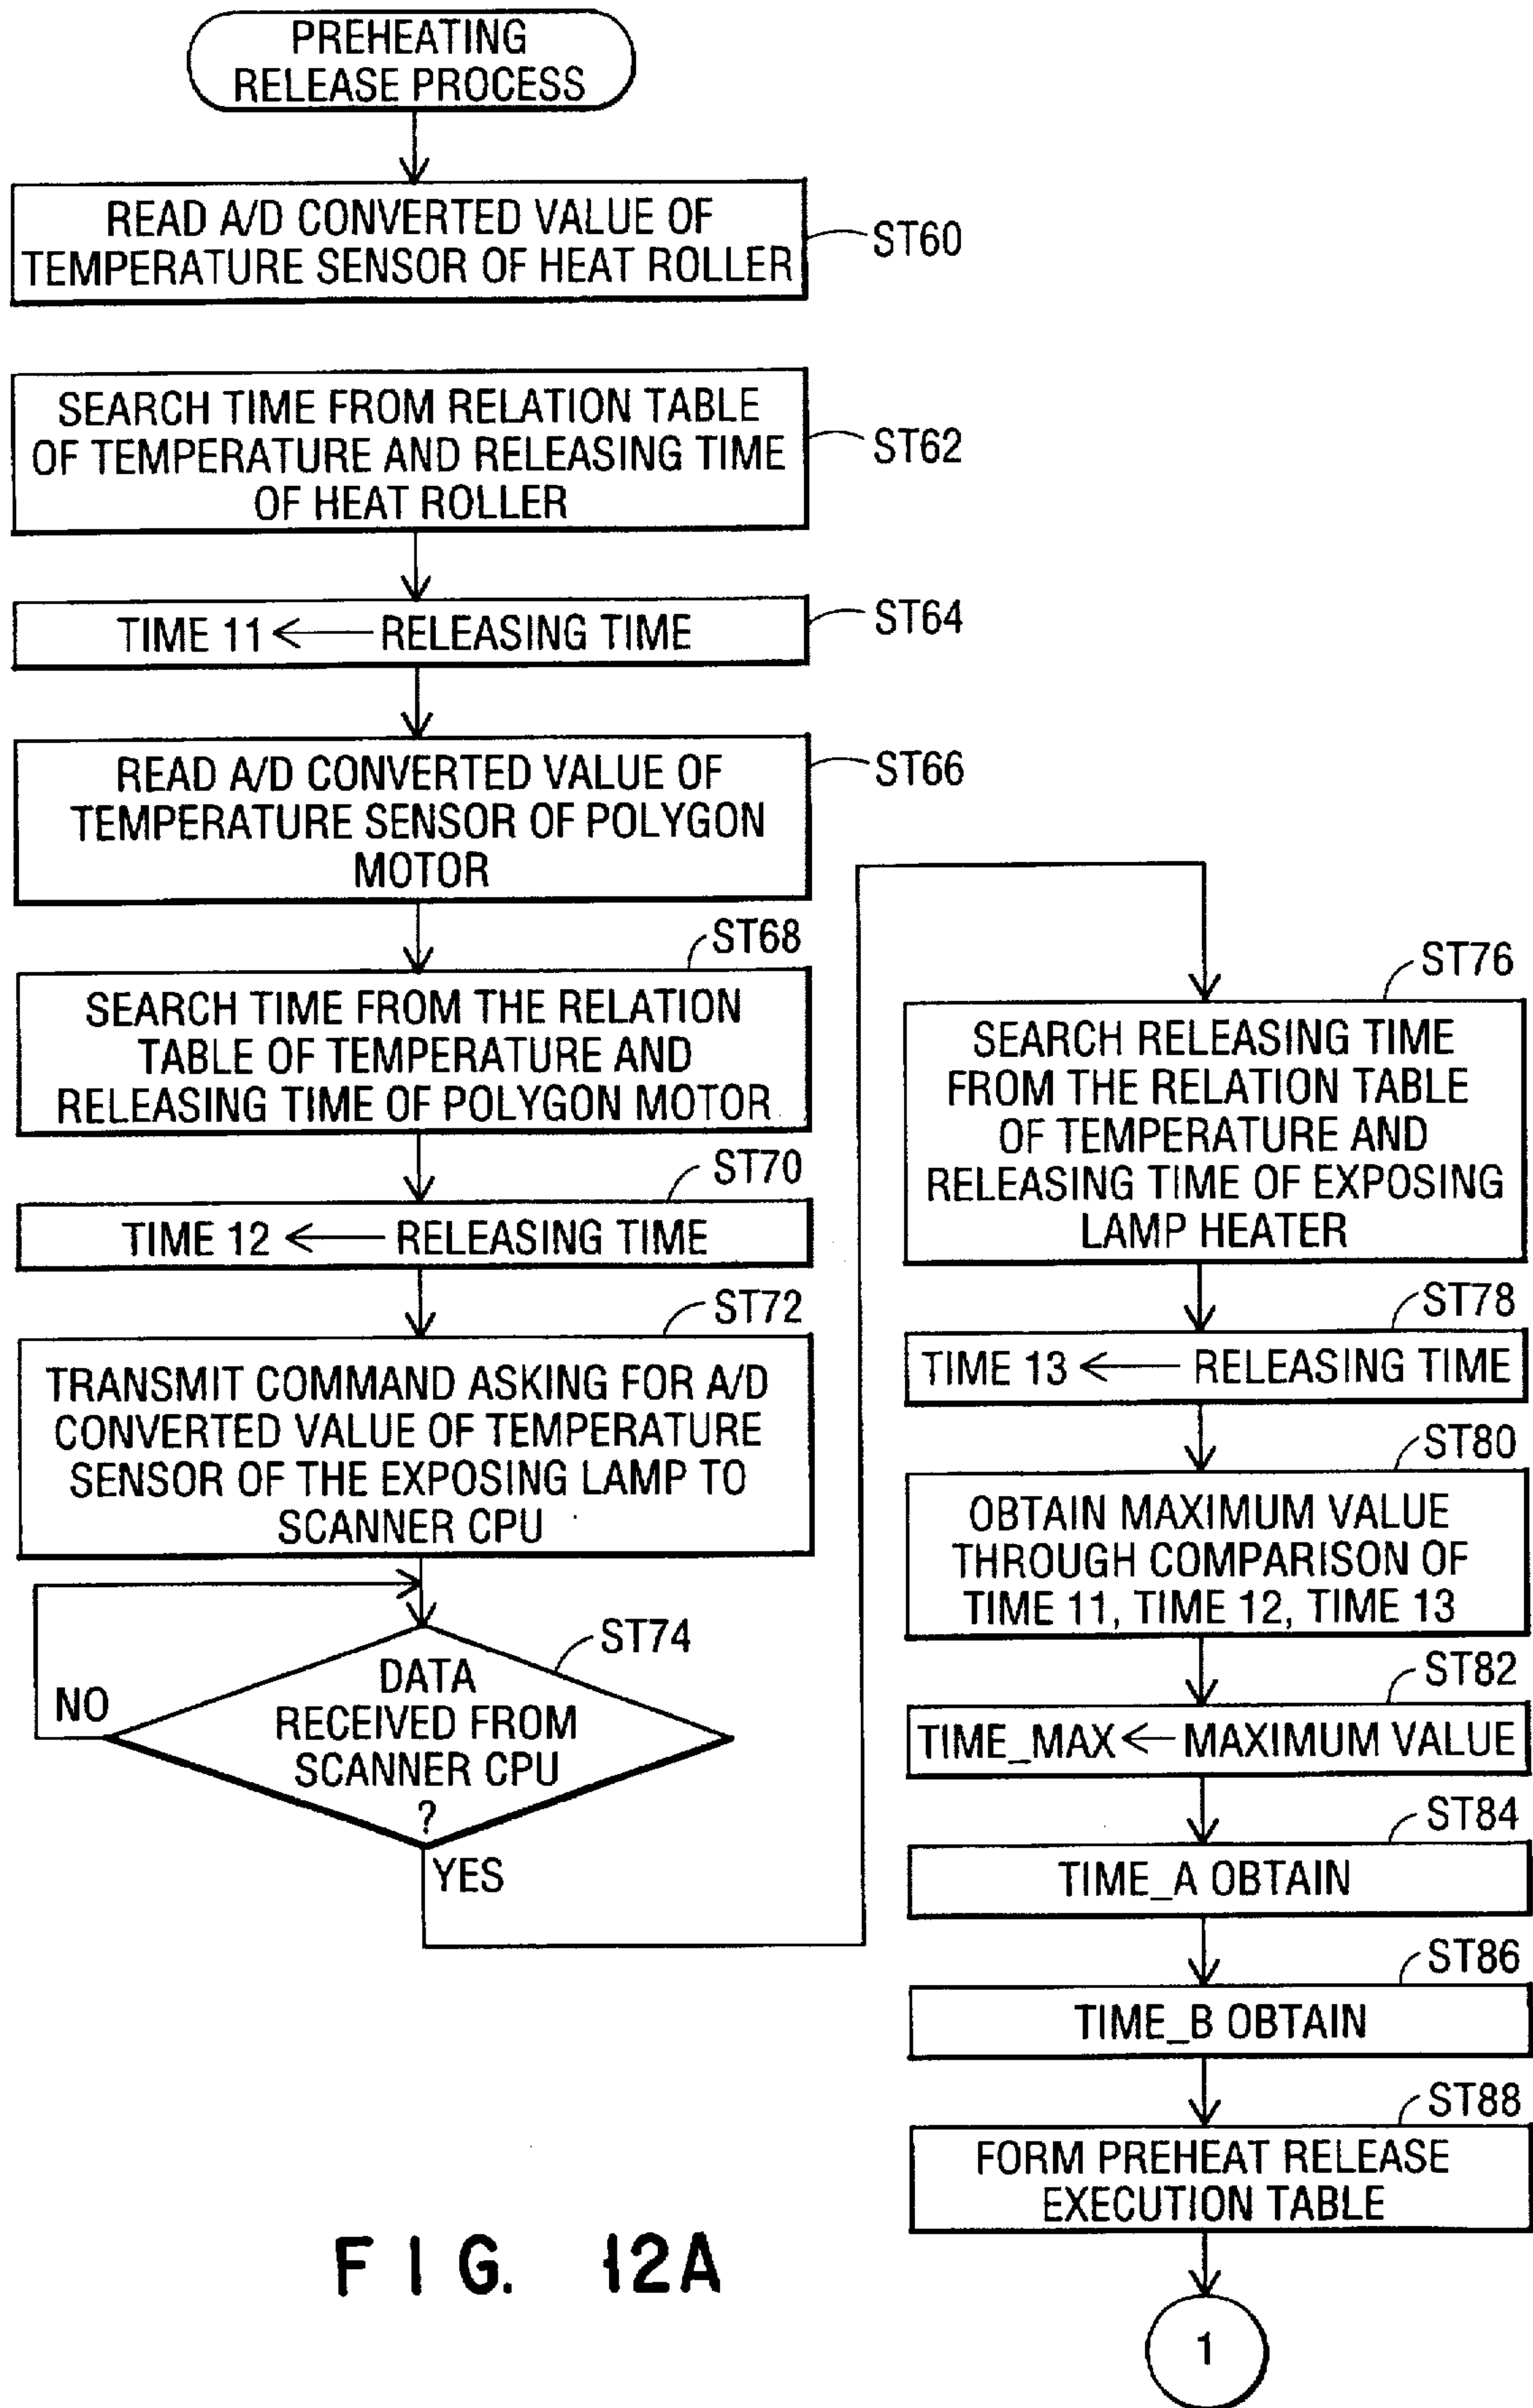 PREHEATING
RELEASE PROCESS
READ A/D CONVERTED VALUE OF
TEMPERATURE SENSOR OF HEAT ROLLER
ST60
SEARCH TIME FROM RELATION TABLE
OF TEMPERATURE AND RELEASING TIME
OF HEAT ROLLER
ST62
TIME 11 ← RELEASING TIME
ST64
READ A/D CONVERTED VALUE OF
TEMPERATURE SENSOR OF POLYGON
MOTOR
ST66
ST68
SEARCH TIME FROM THE RELATION
TABLE OF TEMPERATURE AND
RELEASING TIME OF POLYGON MOTOR
ST70
TIME 12 ← RELEASING TIME
ST72
TRANSMIT COMMAND ASKING FOR A/D
CONVERTED VALUE OF TEMPERATURE
SENSOR OF THE EXPOSING LAMP TO
SCANNER CPU
ST74
DATA
RECEIVED FROM
SCANNER CPU
?
NO
YES
ST76
SEARCH RELEASING TIME
FROM THE RELATION TABLE
OF TEMPERATURE AND
RELEASING TIME OF EXPOSING
LAMP HEATER
ST78
TIME 13 ← RELEASING TIME
ST80
OBTAIN MAXIMUM VALUE
THROUGH COMPARISON OF
TIME 11, TIME 12, TIME 13
ST82
TIME_MAX ← MAXIMUM VALUE
ST84
TIME_A OBTAIN
ST86
TIME_B OBTAIN
ST88
FORM PREHEAT RELEASE
EXECUTION TABLE
1
FIG. 12A